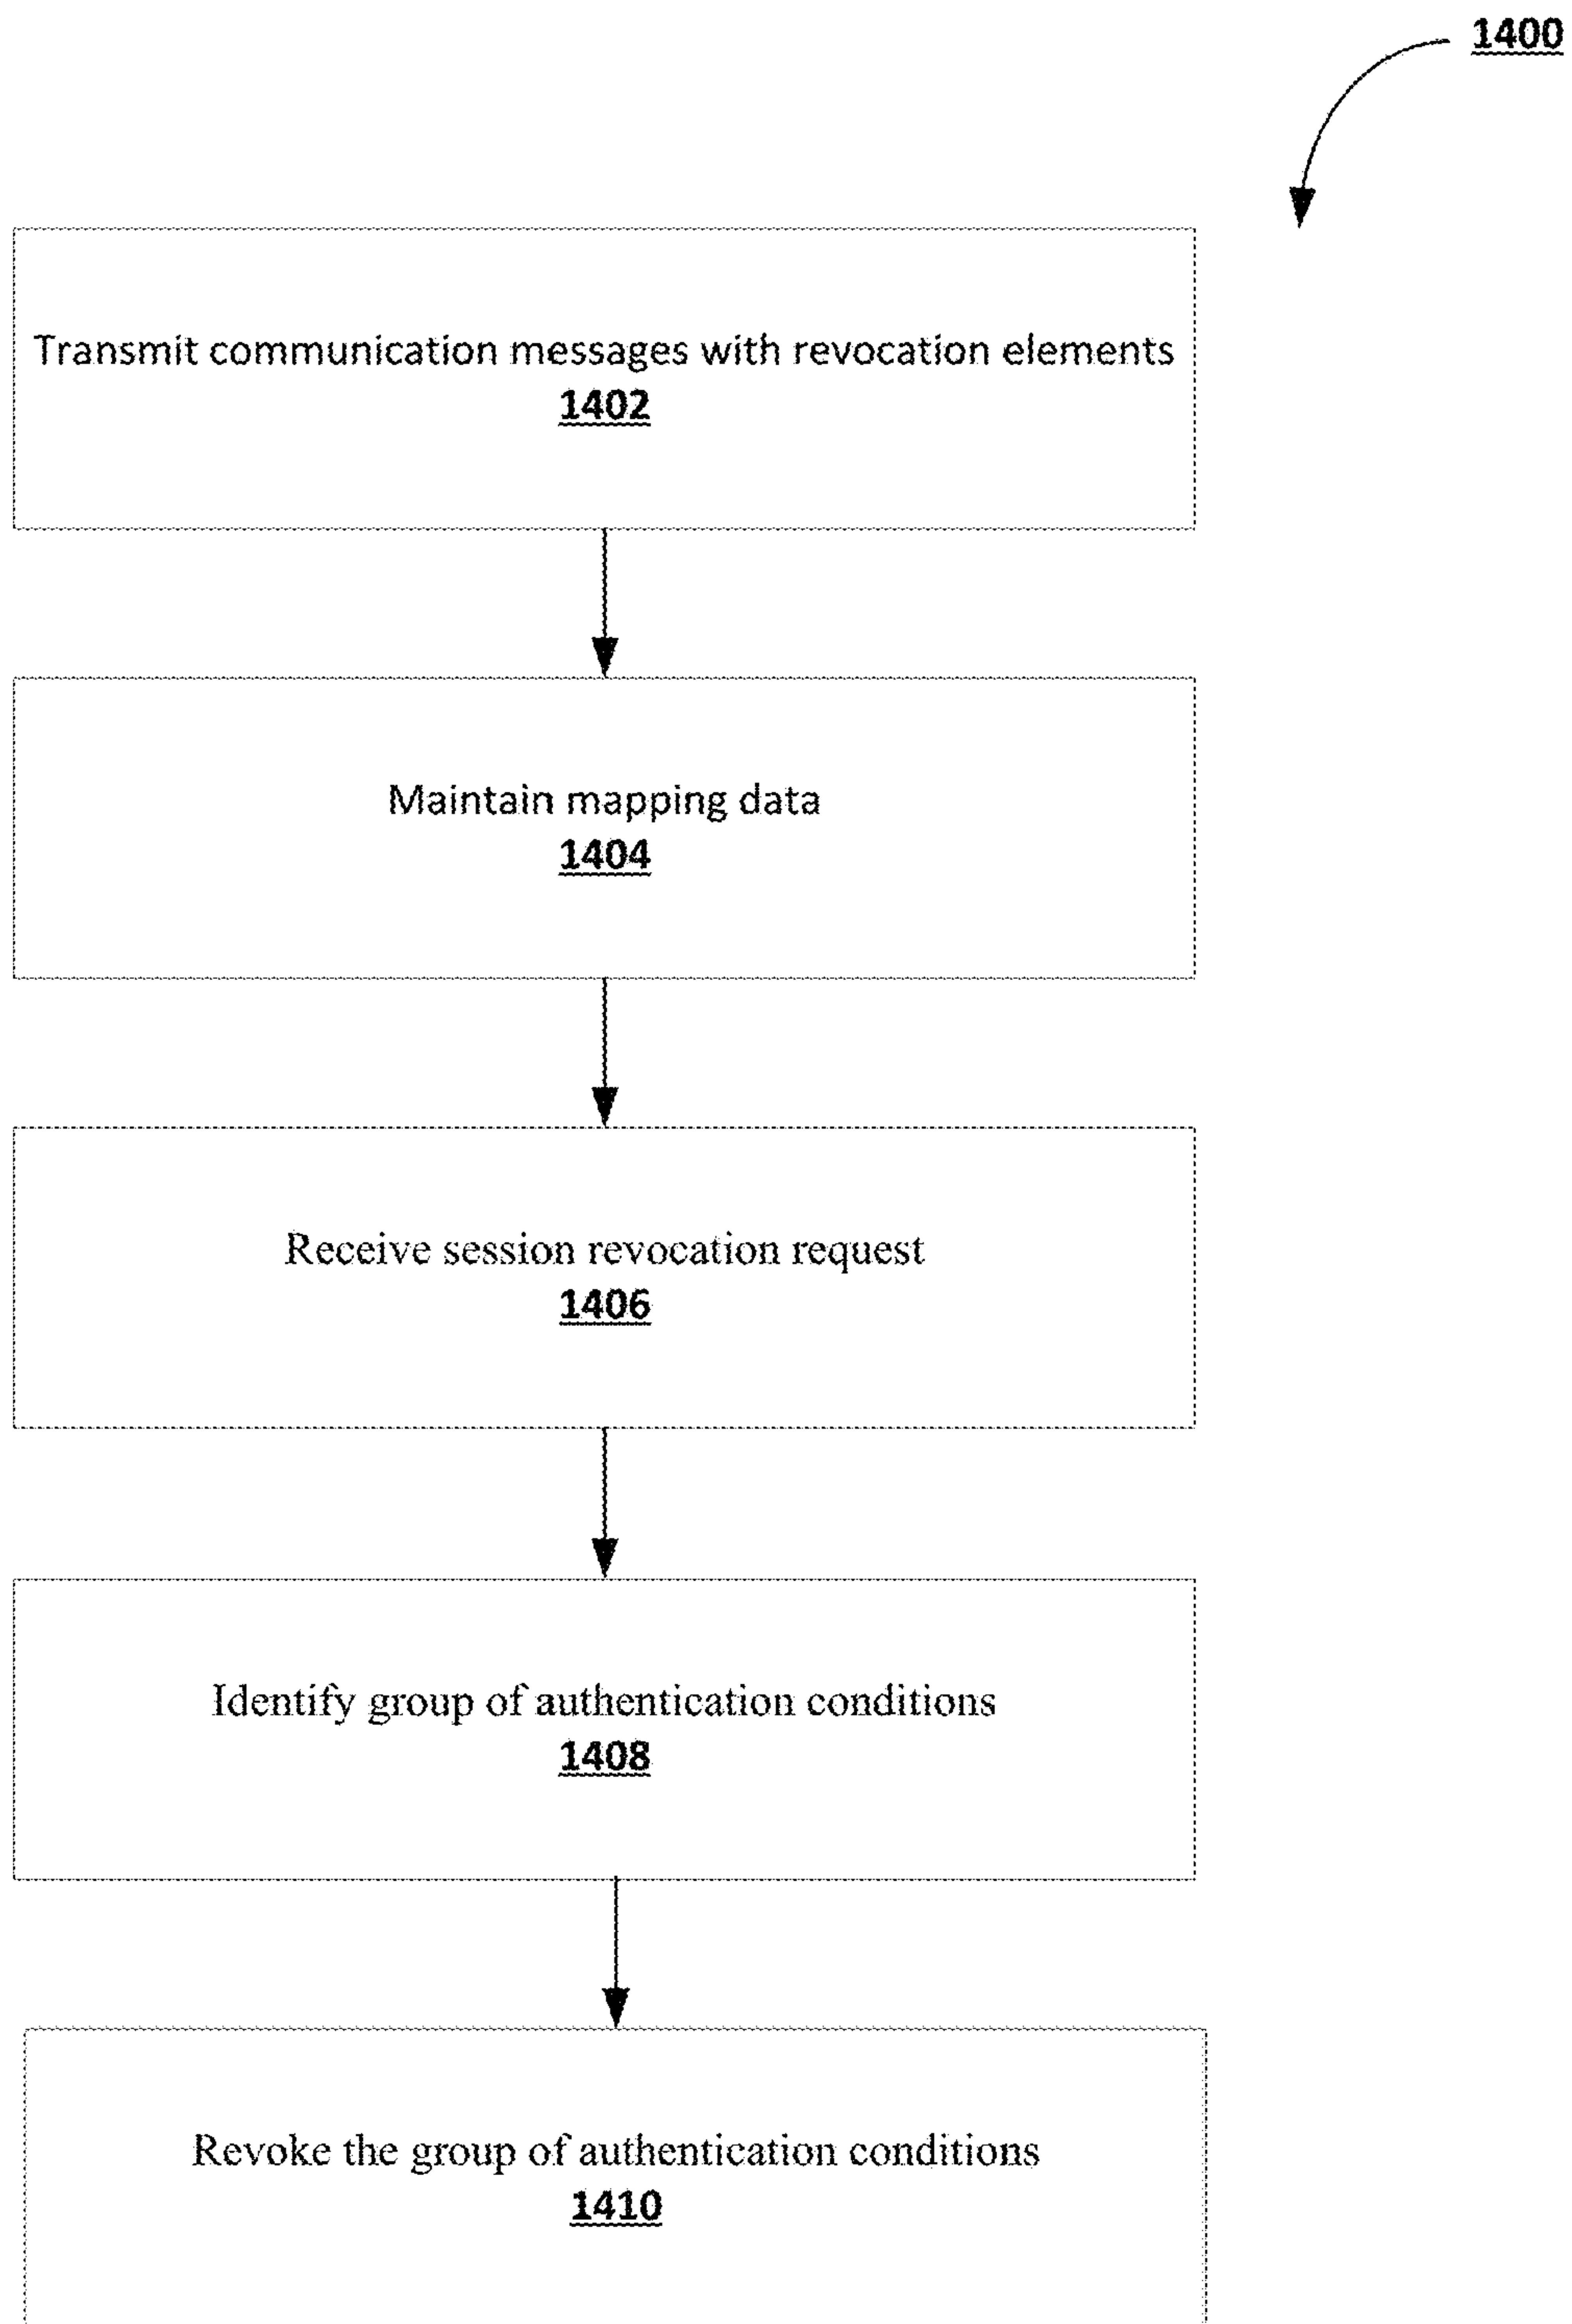 1400
Transmit communication messages with revocation elements
1402
Maintain mapping data
1404
Receive session revocation request
1406
Identify group of authentication conditions
1408
Revoke the group of authentication conditions
1410